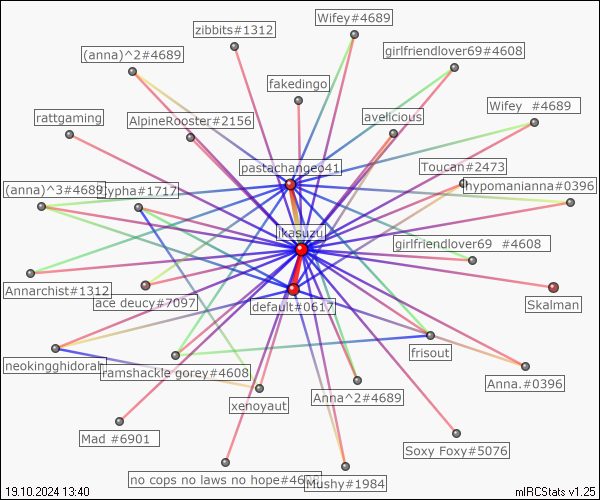 Wifey#4689
zibbits#1312
(anna)^2#4689
girlfriendlover69#4608
fakedingo
Wifey #4689
rattgaming
AlpineRooster#2156
avelicious
pastachangeo41
Toucan#2473
(anna)^3#4689
lypha#1717
hypomanianna#0396
ikasuzu
girlfriendlover69 #4608
Annarchist#1312
ace deucy#7097
default#0617
Skalman
frisout
neokingghidorah
ramshackle gorey#4608
Anna.#0396
xenoyaut
Anna^2#4689
Mad #6901
Soxy Foxy#5076
no cops no laws no hope#4608
Mushy#1984
19.10.2024 13:40
mIRCStats v1.25